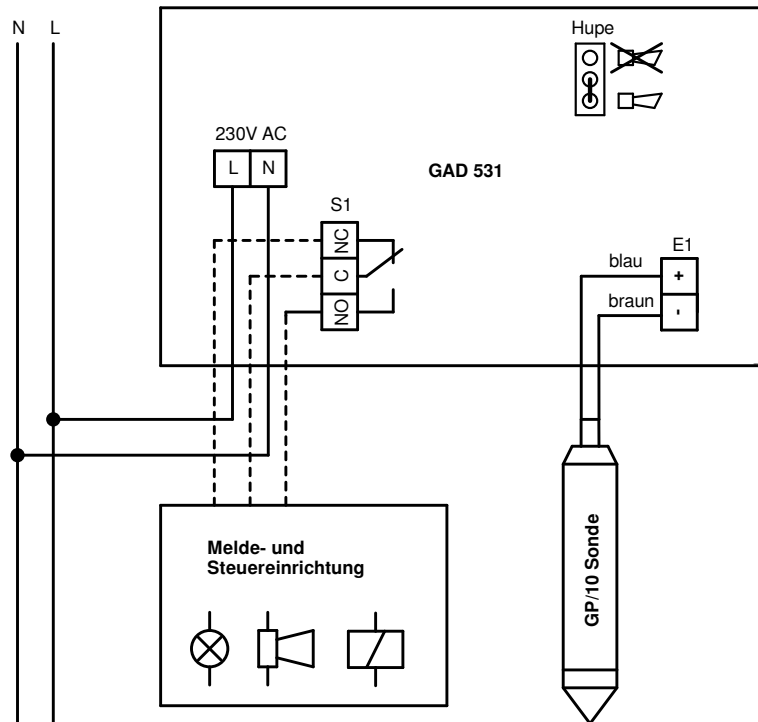 N L
Hupe
230V AC
L N
GAD 531
S1
NC
C
NO
E1
blau
+
braun
-
Melde- und
Steuereinrichtung
GP/10 Sonde